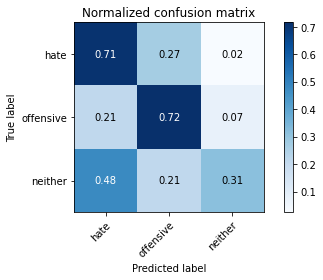 Normalized confusion matrix
True label
hate
offensive
neither
0.71 0.27 0.02
0.21 0.72 0.07
0.48 0.21 0.31
hate offensive neither
Predicted label
0.7
0.6
0.5
0.4
0.3
0.2
0.1